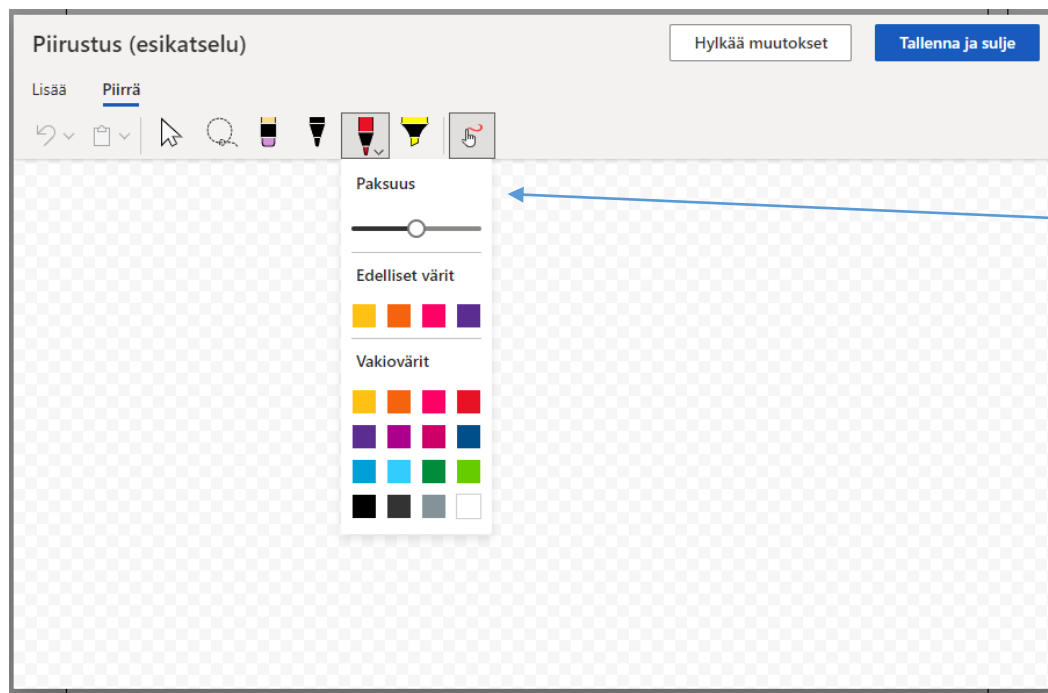 Piirustus (esikatselu)
Hylkää muutokset
Tallenna ja sulje
Lisää
Piirrä
Paksuus
Edelliset värit
Vakiovärit